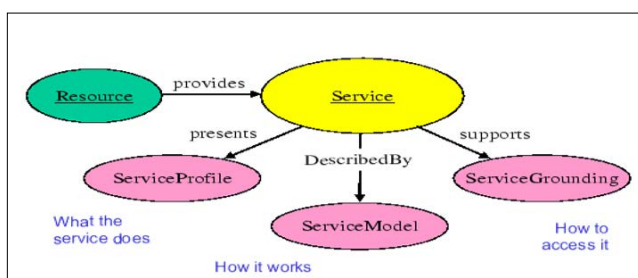 provides
Resource
Service
presents
supports
DescribedBy
ServiceProfile
ServiceGrounding
What the
service does
ServiceModel
How to
access it
How it works